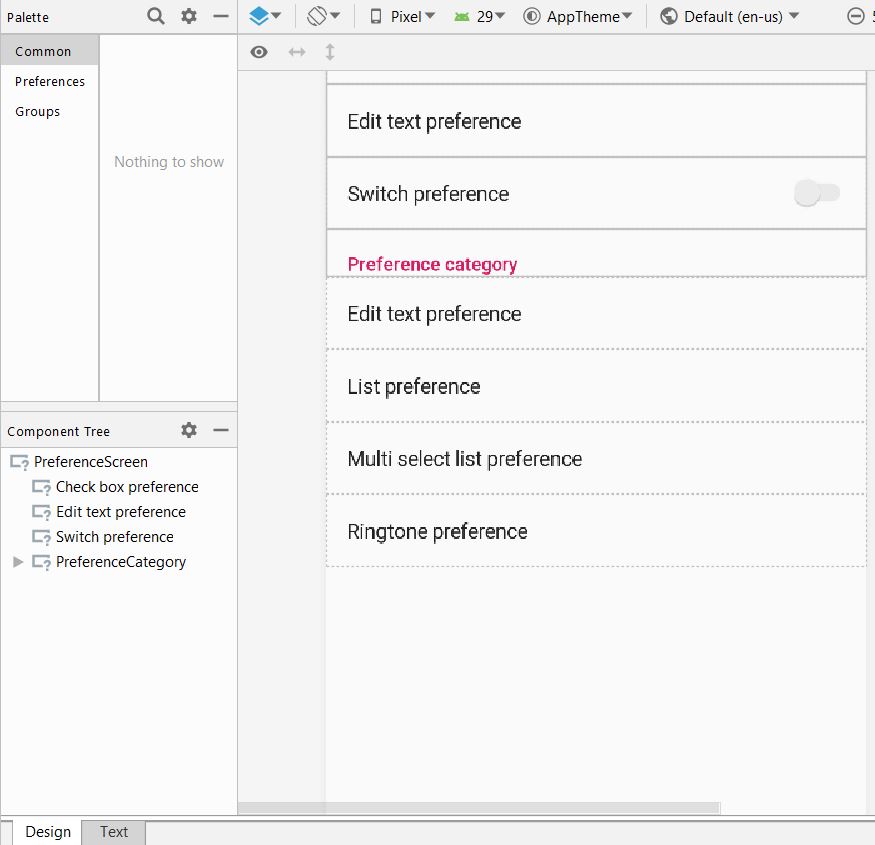 Palette
Pixel
29
AppTheme
Default (en-us)
Common
Preferences
Groups
Nothing to show
Edit text preference
Switch preference
Preference category
Edit text preference
List preference
Multi select list preference
Ringtone preference
Component Tree
PreferenceScreen
Check box preference
Edit text preference
Switch preference
PreferenceCategory
Design
Text